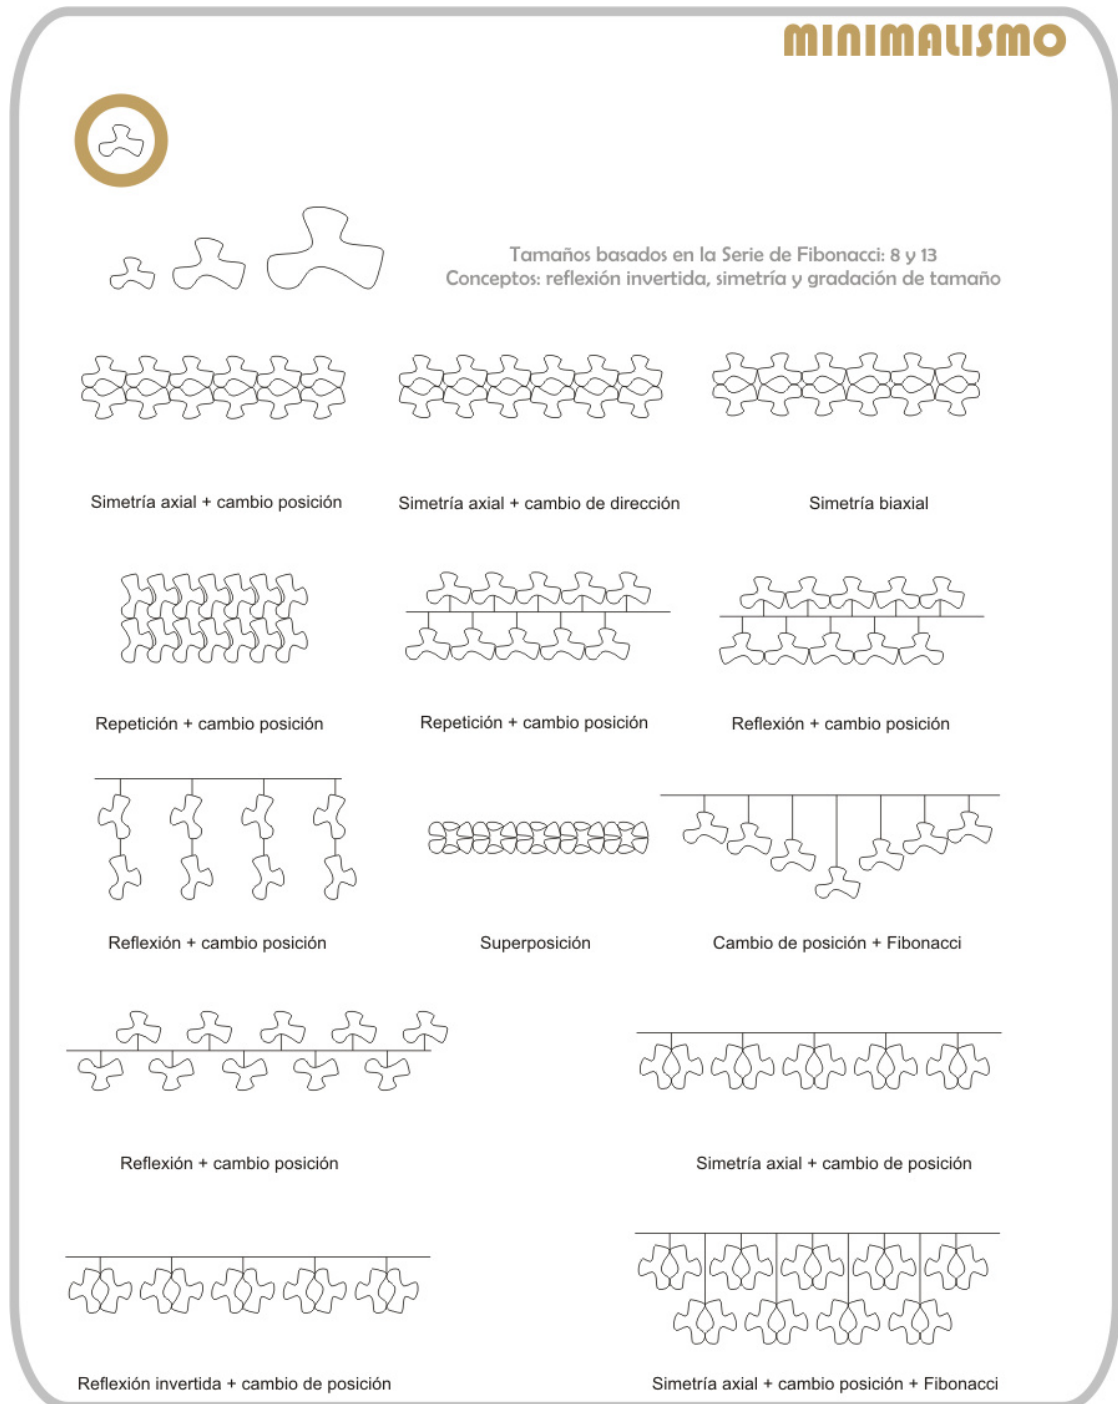 MINIMALISMO
Tamaños basados en la Serie de Fibonacci: 8 y 13
Conceptos: reflexión invertida, simetría y gradación de tamaño
Simetría axial + cambio posición
Simetría axial + cambio de dirección
Simetría biaxial
Repetición + cambio posición
Repetición + cambio posición
Reflexión + cambio posición
Reflexión + cambio posición
Superposición
Cambio de posición + Fibonacci
Reflexión + cambio posición
Simetría axial + cambio de posición
Reflexión invertida + cambio de posición
Simetría axial + cambio posición + Fibonacci